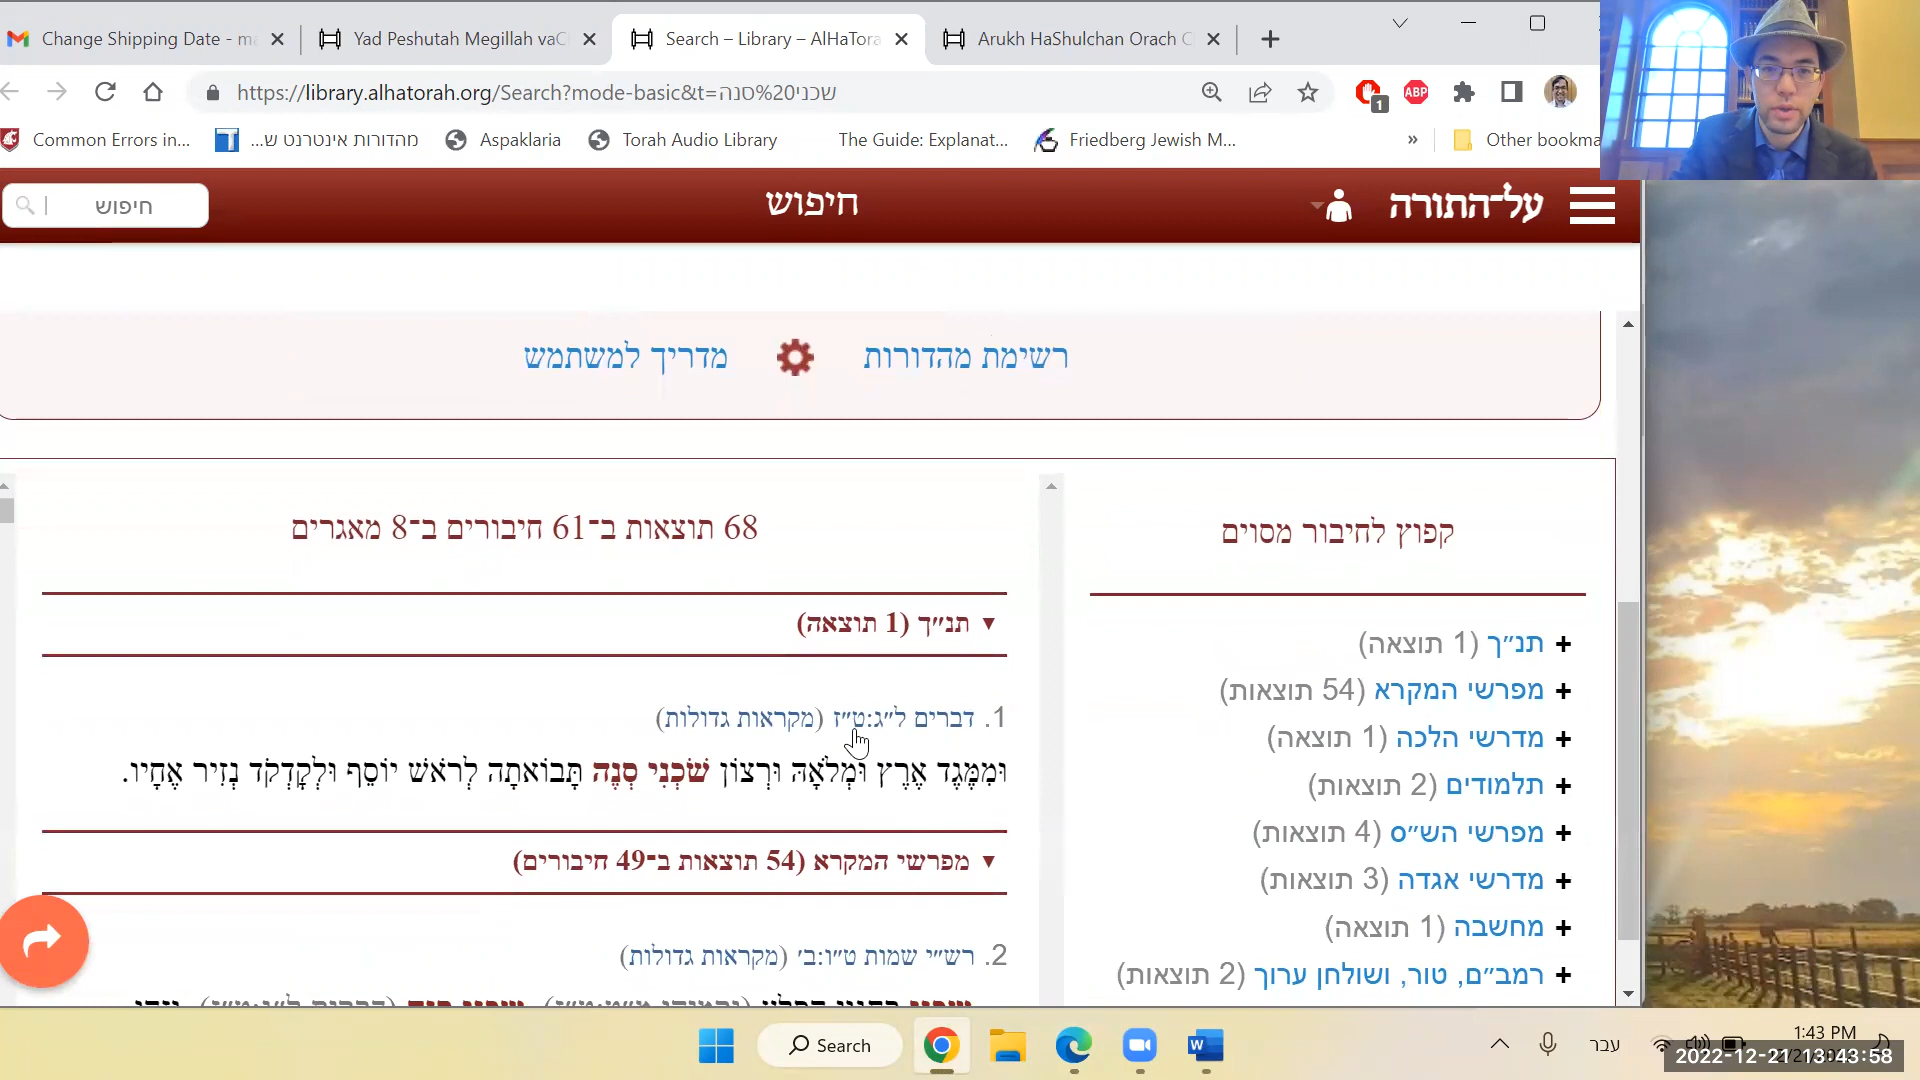 Change Shipping Date - ma
Yad Peshutah Megillah vaC
Search – Library – AlHaTora
Arukh HaShulchan Orach C
https://library.alhatorah.org/Search?mode-basic&t=שכני%20סנה
1
ABP
Common Errors in...
מהדורות אינטרנט ש...
Aspaklaria
Torah Audio Library
The Guide: Explanat...
Friedberg Jewish M...
»
Other bookma
על־התורה
חיפוש
חיפוש
רשימת מהדורות
מדריך למשתמש
קפוץ לחיבור מסוים
+ תנ״ך (1 תוצאה)
+ מפרשי המקרא (54 תוצאות)
+ מדרשי הלכה (1 תוצאה)
+ תלמודים (2 תוצאות)
+ מפרשי הש״ס (4 תוצאות)
+ מדרשי אגדה (3 תוצאות)
+ מחשבה (1 תוצאה)
+ רמב״ם, טור, ושולחן ערוך (2 תוצאות)
68 תוצאות ב־61 חיבורים ב־8 מאגרים
▼ תנ״ך (1 תוצאה)
1. דברים ל״ג:ט״ז (מקראות גדולות)
וּמִמֶּגֶד אֶרֶץ וּמְלֹאָהּ וּרְצוֹן שֹׁכְנִי סְנֶה תָּבוֹאתָה לְרֹאשׁ יוֹסֵף וּלְקׇדְקֹד נְזִיר אֶחָיו.
▼ מפרשי המקרא (54 תוצאות ב־49 חיבורים)
2. רש״י שמות ט״ו:ב׳ (מקראות גדולות)
Search
W
עבר
1:43 PM
2022-12-21 13:43:58